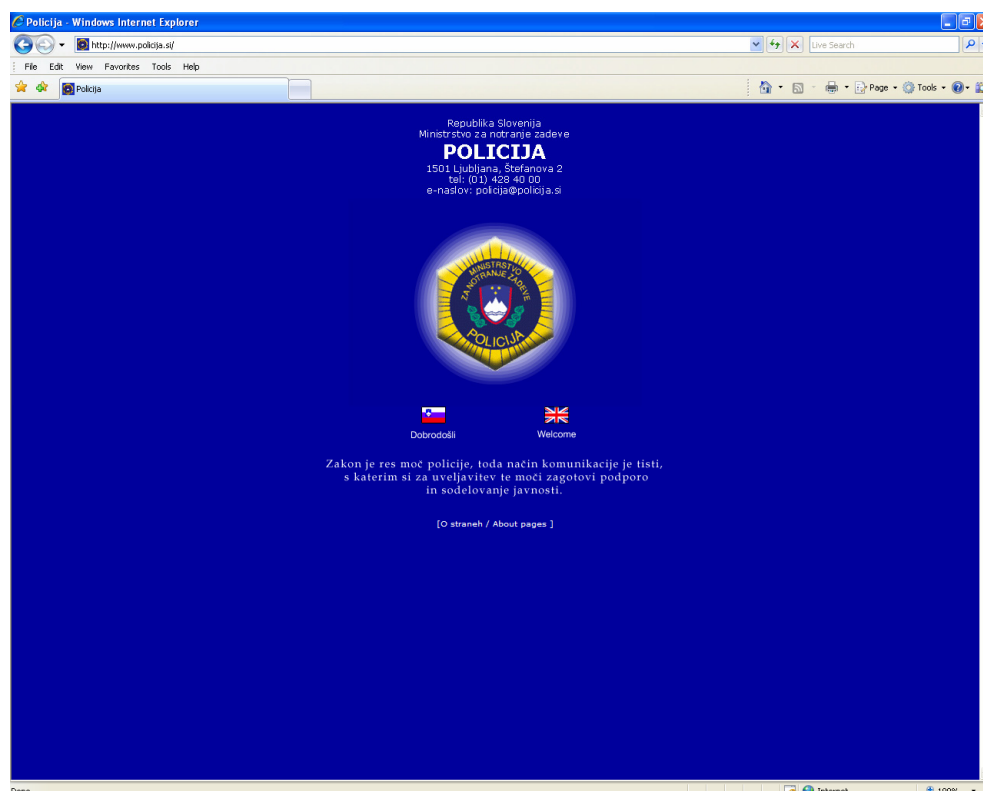 Policija - Windows Internet Explorer
http://www.policija.si/
Live Search
File Edit View Favorites Tools Help
Policija
Page Tools
Republika Slovenija
Ministrstvo za notranje zadeve
POLICIJA
1501 Ljubljana, Štefanova 2
tel: (01) 428 40 00
e-naslov: policija@policija.si
MINISTRSTVO
ZA NOTRANJE ZADEVE
POLICIJA
Dobrodošli Welcome
Zakon je res moč policije, toda način komunikacije je tisti,
s katerim si za uveljavitev te moči zagotovi podporo
in sodelovanje javnosti.
[O straneh / About pages ]
Done Internet 100%